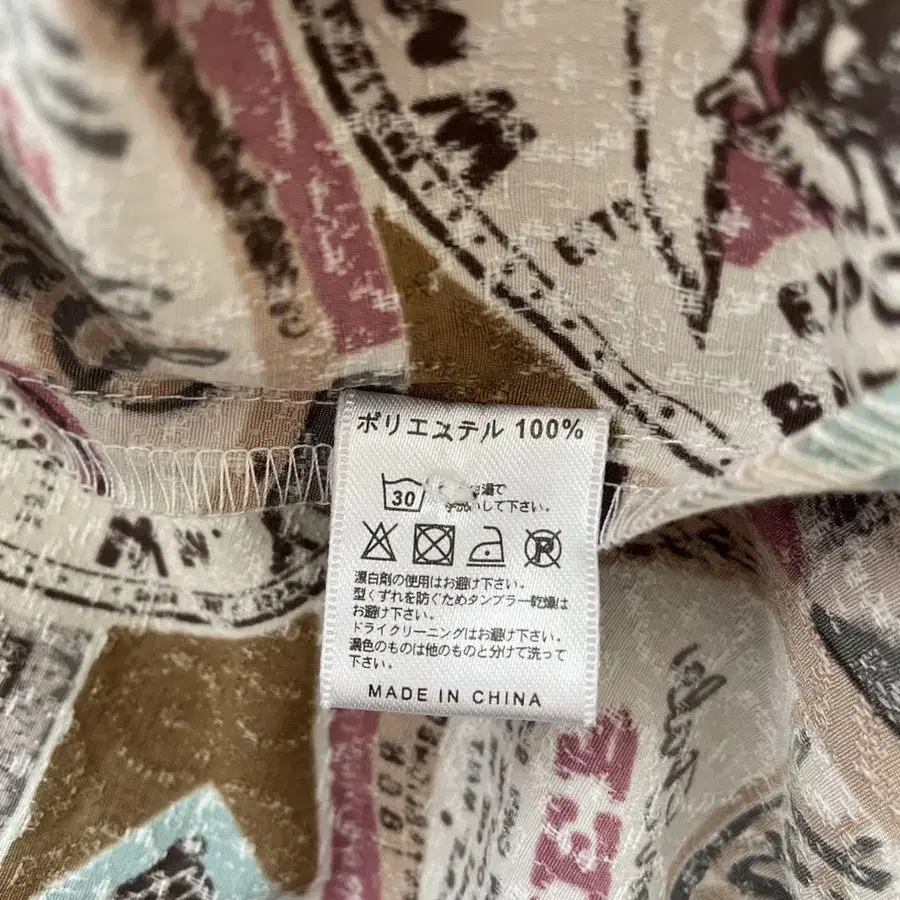 ポリエステル 100%
30
湯で
手洗いして下さい。
P
漂白剤の使用はお避け下さい。
型くずれを防ぐためタンブラー乾燥は
お避け下さい。
ドライクリーニングはお避け下さい。
濃色のものは他のものと分けて洗って
下さい。
MADE IN CHINA